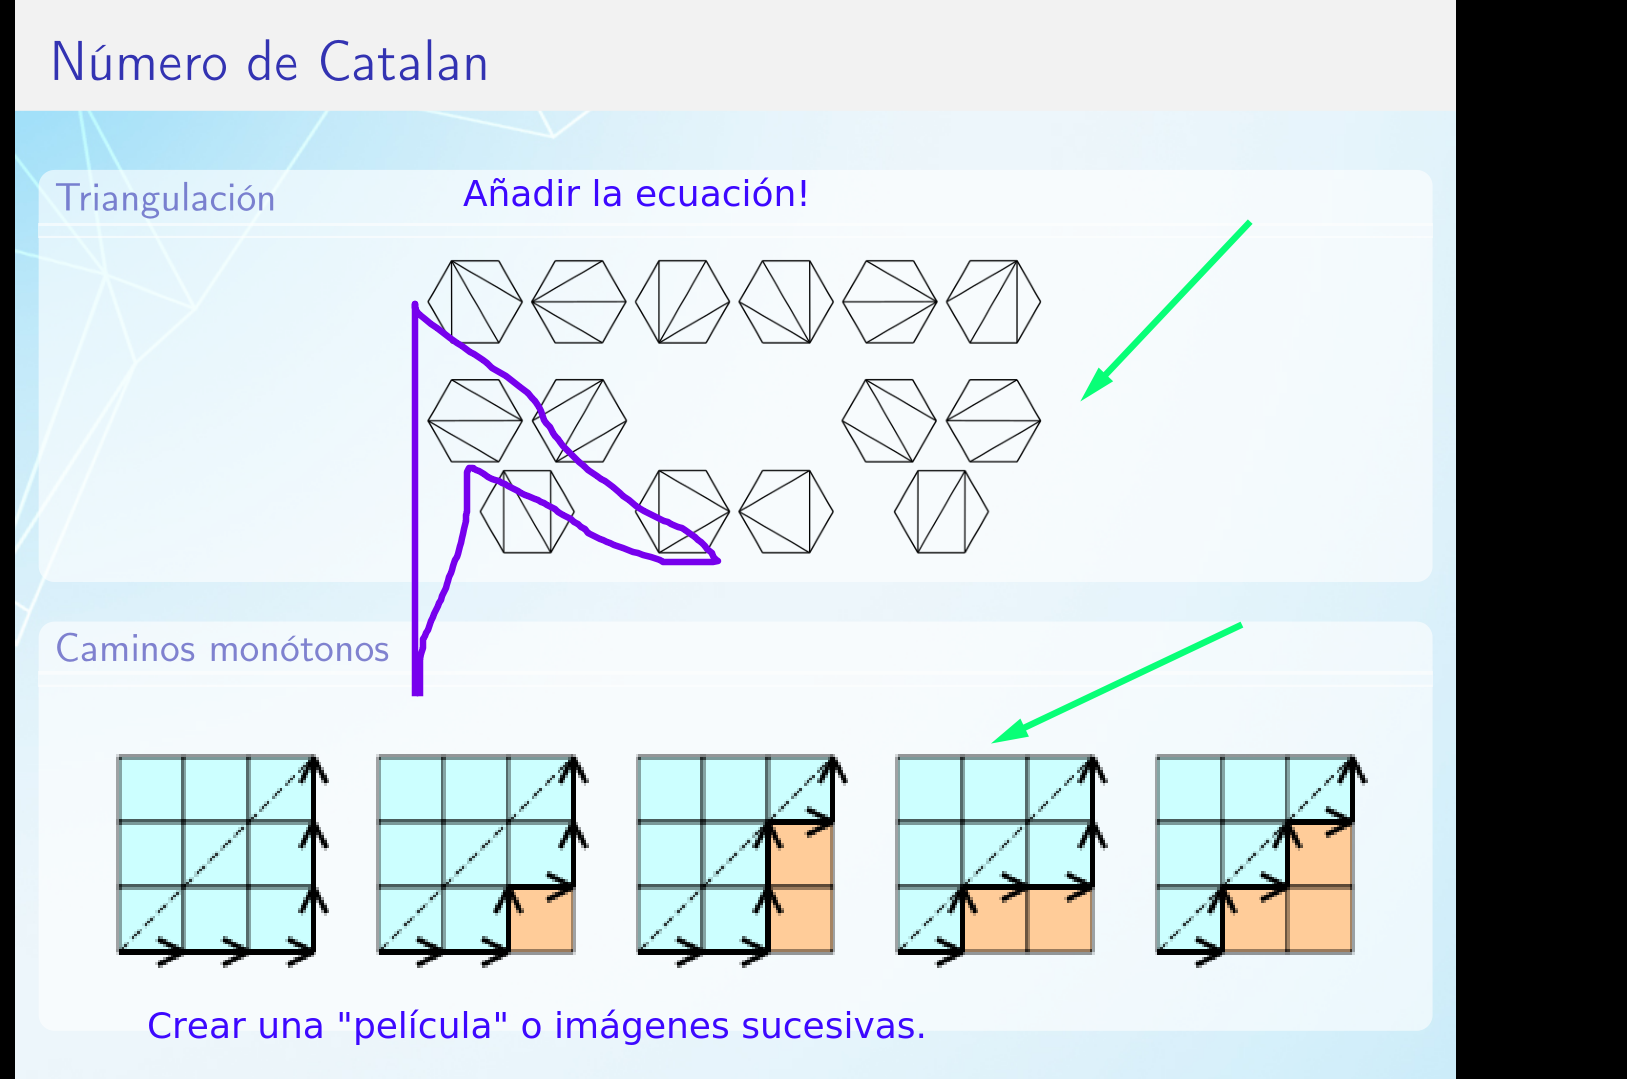 Número de Catalan
Triangulación
Añadir la ecuación!
Caminos monótonos
Crear una "película" o imágenes sucesivas.